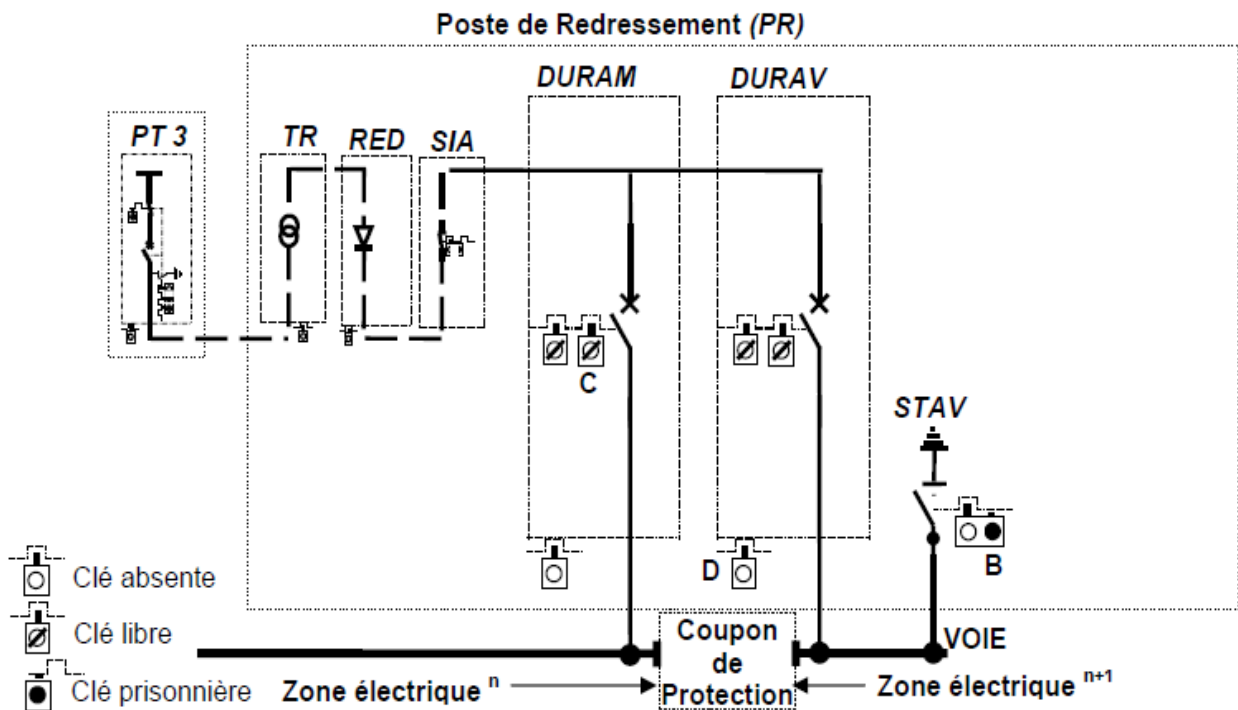 Poste de Redressement (PR)
DURAM
DURAV
PT 3
TR
RED
SIA
C
STAV
D
B
Clé absente
Clé libre
Clé prisonnière
Coupon
de
Protection
VOIE
Zone électrique n
Zone électrique n+1